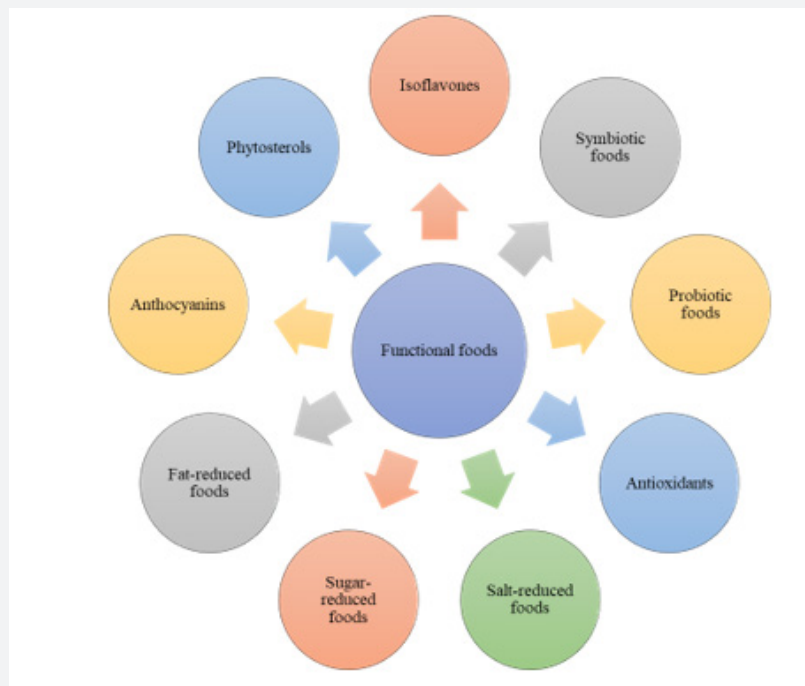 Isoflavones
Symbiotic
foods
Probiotic
foods
Antioxidants
Salt-reduced
foods
Sugar-
reduced
foods
Fat-reduced
foods
Anthocyanins
Phytosterols
Functional foods